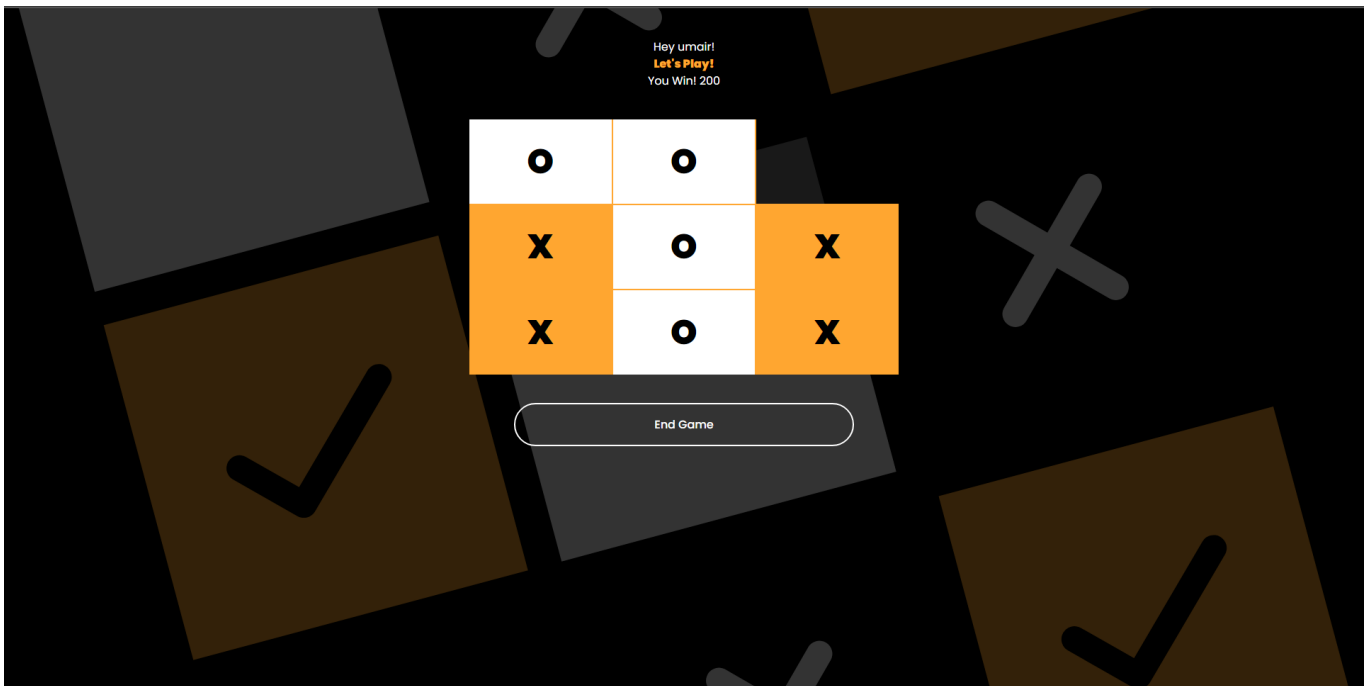 Hey umair!
Let's Play!
You Win! 200
O O
X O X
X O X
End Game